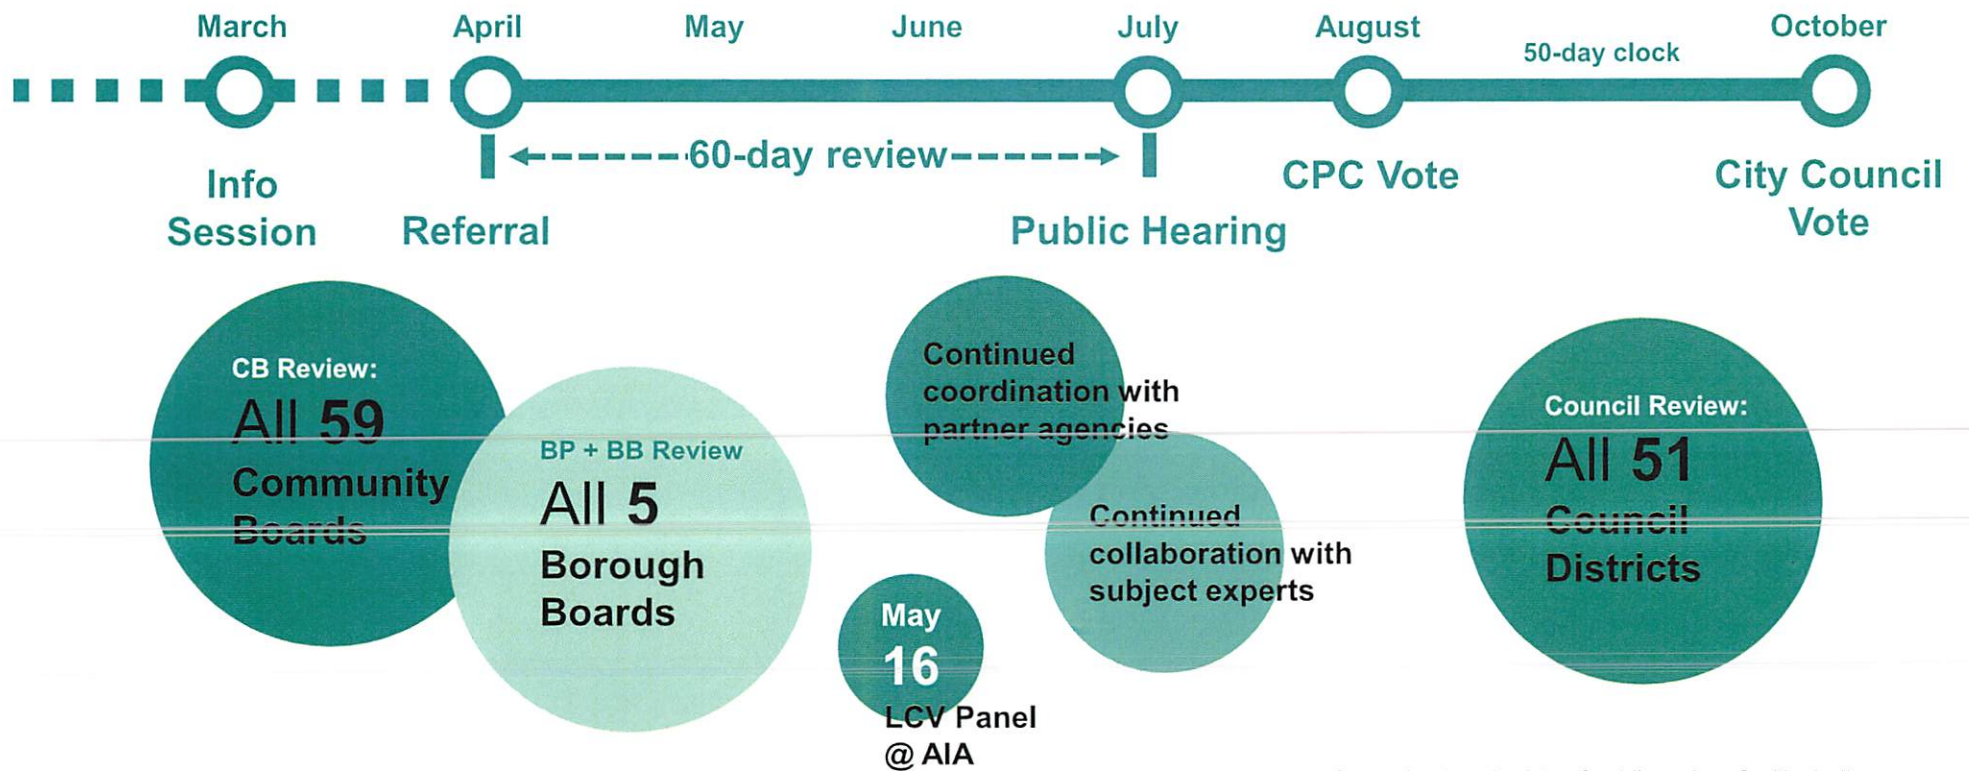 March
April
May
June
July
August
50-day clock
October
60-day review
Info
Session
Referral
Public Hearing
CPC Vote
City Council
Vote
CB Review:
All 59
Community
Boards
BP + BB Review
All 5
Borough
Boards
Continued
coordination with
partner agencies
Continued
collaboration with
subject experts
May
16
LCV Panel
@ AIA
Council Review:
All 51
Council
Districts